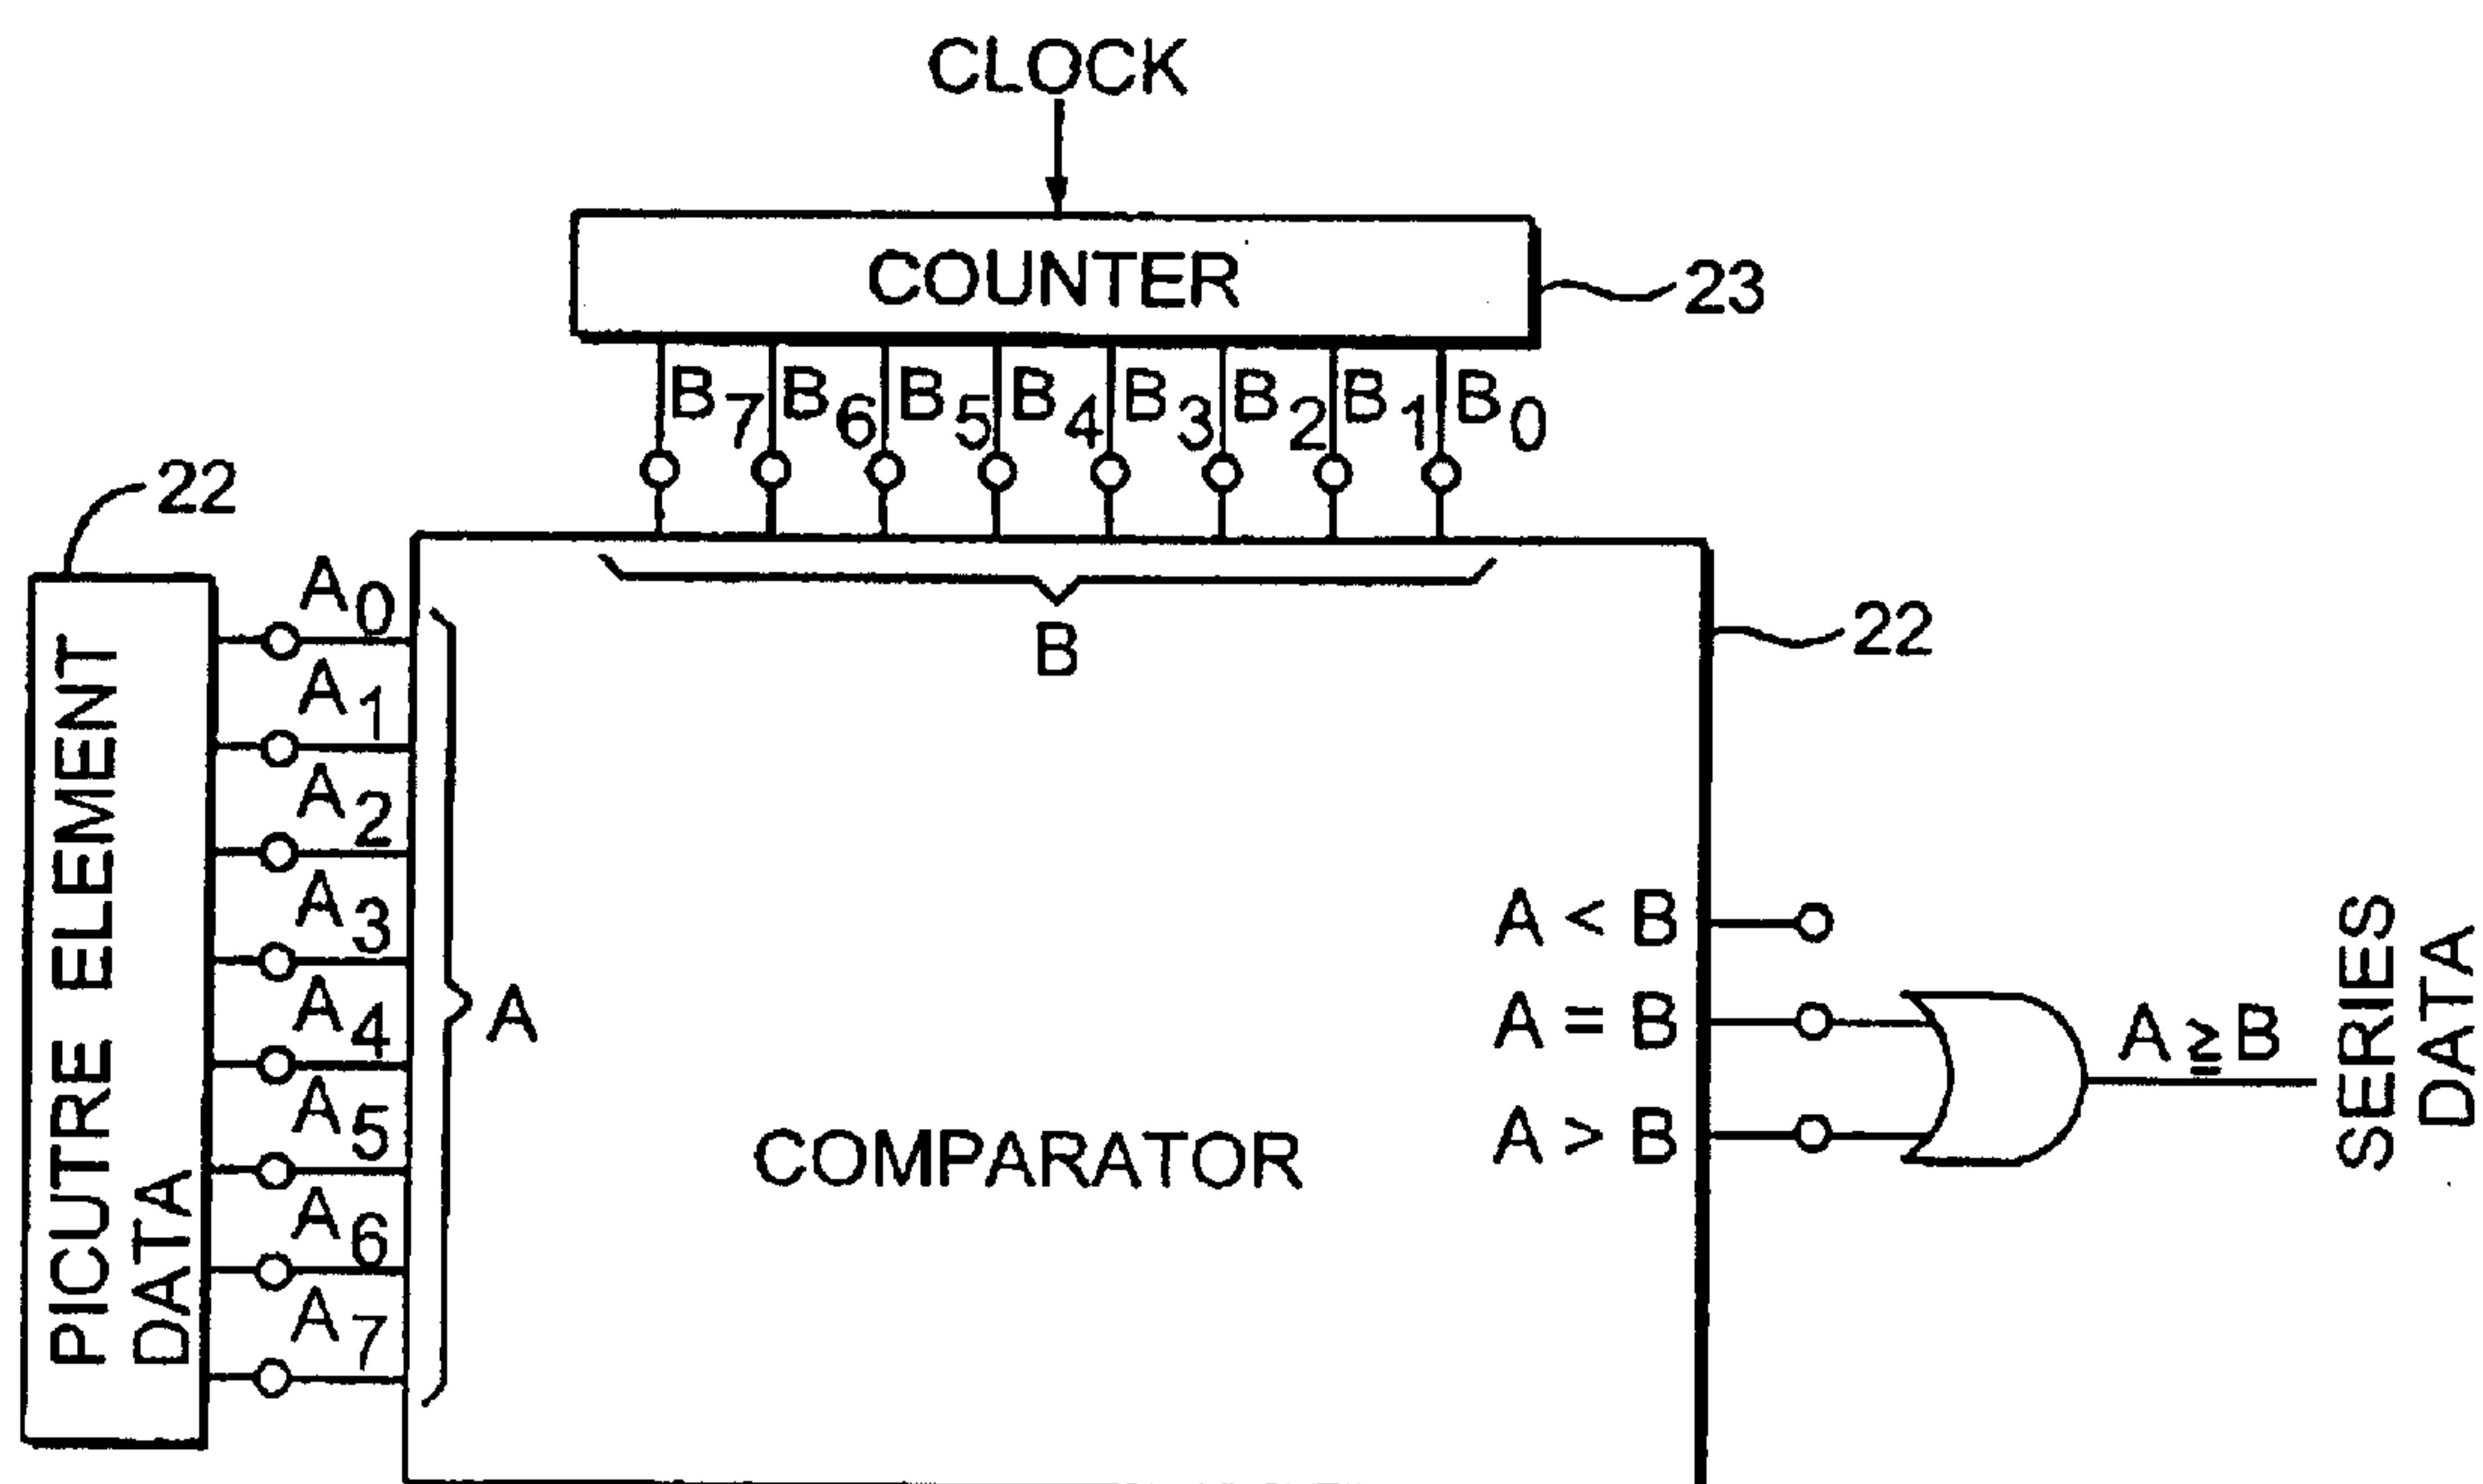 CLOCK
COUNTER
23
B7 B6 B5 B4 B3 B2 B1 B0
22
B
22
A0
A1
A2
A3
A4
A5
A6
A7
PICUTRE ELEMENT
DATA
A
COMPARATOR
A < B
A = B
A > B
A ≧ B
SERIES
DATA